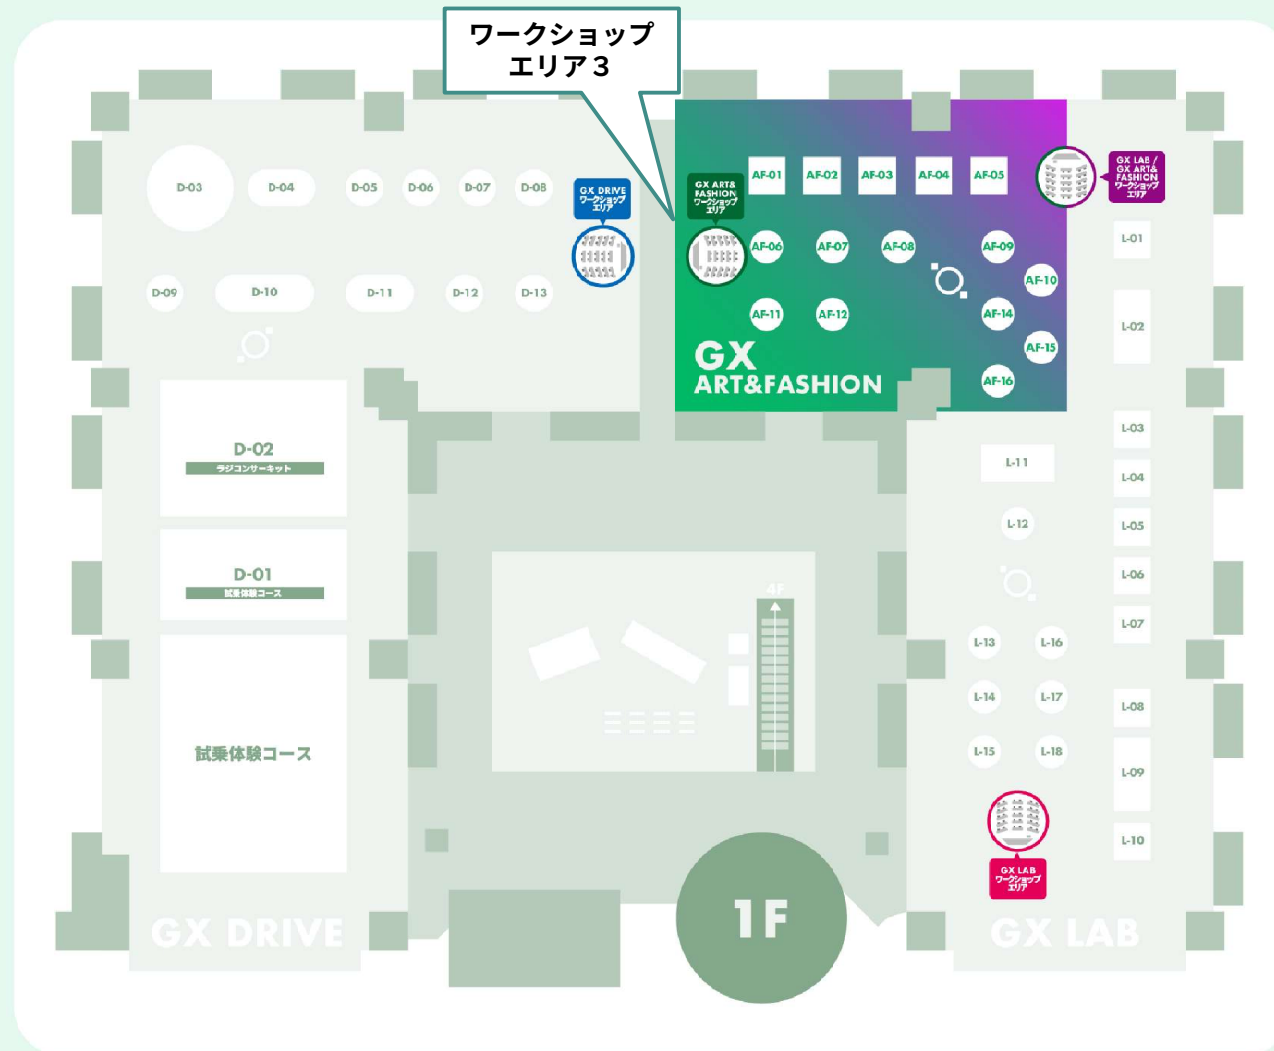 ワークショップ
エリア３
D-03
D-04
D-05
D-06
D-07
D-08
GX DRIVE
ワークショップ
エリア
D-09
D-10
D-11
D-12
D-13
D-02
ラジコンサーキット
D-01
試乗体験コース
試乗体験コース
GX DRIVE
GX ART&
FASHION
ワークショップ
エリア
AF-01
AF-02
AF-03
AF-04
AF-05
AF-06
AF-07
AF-08
AF-09
AF-10
AF-11
AF-12
AF-14
AF-15
AF-16
GX
ART&FASHION
GX LAB /
GX ART&
FASHION
ワークショップ
エリア
L-01
L-02
L-03
L-04
L-05
L-06
L-07
L-08
L-09
L-10
L-11
L-12
L-13
L-16
L-14
L-17
L-15
L-18
GX LAB
ワークショップ
エリア
GX LAB
4F
1F